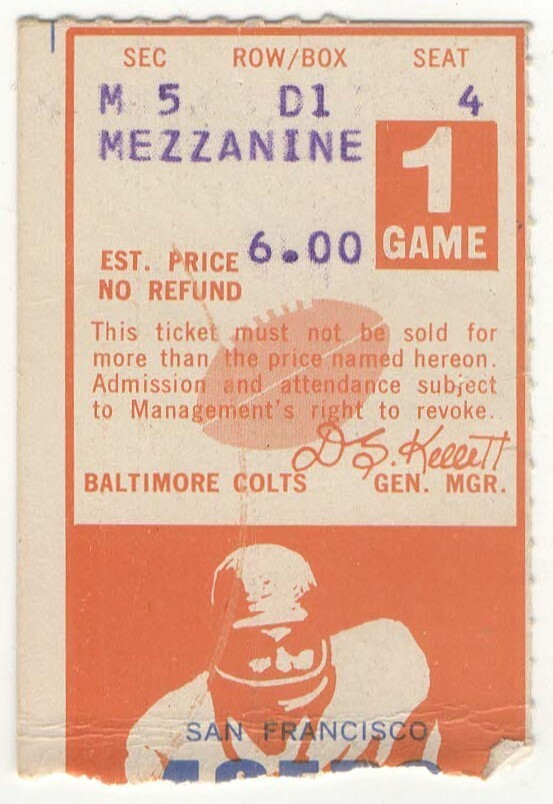 SEC ROW/BOX SEAT
M 5 D1 4
MEZZANINE
1
GAME
EST. PRICE 6.00
NO REFUND
This ticket must not be sold for
more than the price named hereon.
Admission and attendance subject
to Management's right to revoke.
D S. Kellett
BALTIMORE COLTS GEN. MGR.
SAN FRANCISCO